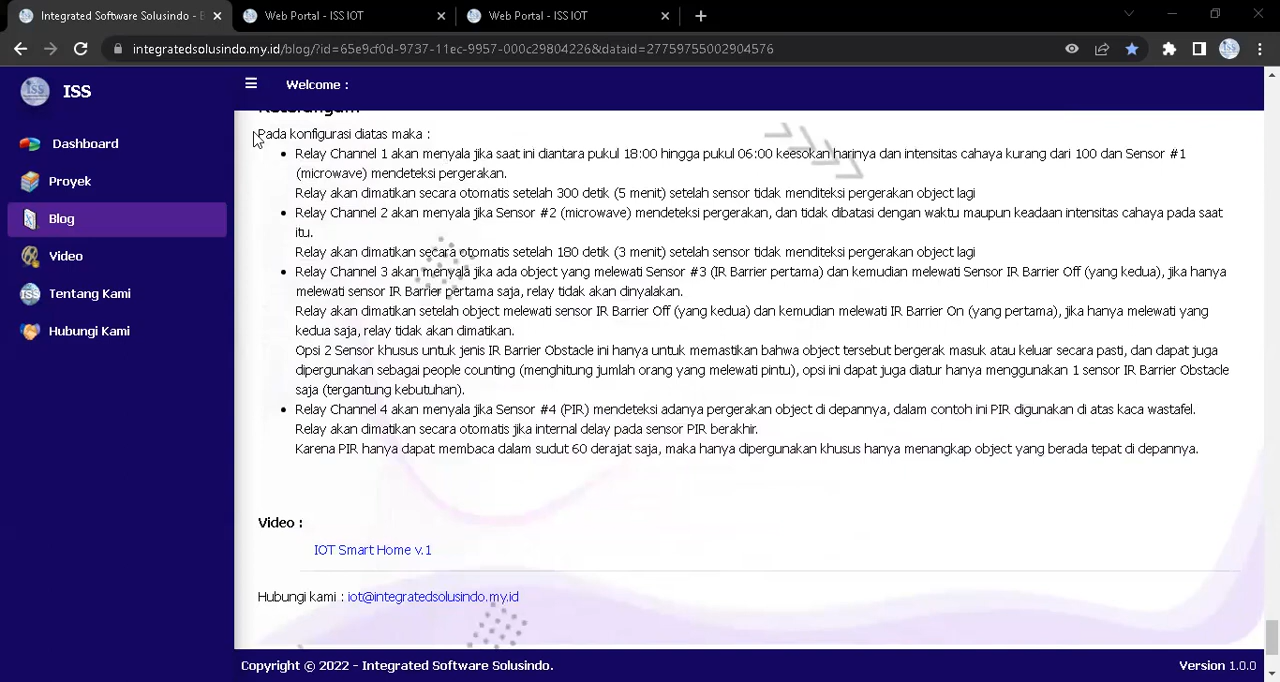 Integrated Software Solusindo - B
Web Portal - ISS IOT
Web Portal - ISS IOT
integratedsolusindo.my.id/blog/?id=65e9cf0d-9737-11ec-9957-000c29804226&dataid=27759755002904576
ISS
Welcome :
Dashboard
Proyek
Blog
Video
Tentang Kami
Hubungi Kami
Keterangan
Pada konfigurasi diatas maka :
Relay Channel 1 akan menyala jika saat ini diantara pukul 18:00 hingga pukul 06:00 keesokan harinya dan intensitas cahaya kurang dari 100 dan Sensor #1
(microwave) mendeteksi pergerakan.
Relay akan dimatikan secara otomatis setelah 300 detik (5 menit) setelah sensor tidak menditeksi pergerakan object lagi
Relay Channel 2 akan menyala jika Sensor #2 (microwave) mendeteksi pergerakan, dan tidak dibatasi dengan waktu maupun keadaan intensitas cahaya pada saat
itu.
Relay akan dimatikan secara otomatis setelah 180 detik (3 menit) setelah sensor tidak menditeksi pergerakan object lagi
Relay Channel 3 akan menyala jika ada object yang melewati Sensor #3 (IR Barrier pertama) dan kemudian melewati Sensor IR Barrier Off (yang kedua), jika hanya
melewati sensor IR Barrier pertama saja, relay tidak akan dinyalakan.
Relay akan dimatikan setelah object melewati sensor IR Barrier Off (yang kedua) dan kemudian melewati IR Barrier On (yang pertama), jika hanya melewati yang
kedua saja, relay tidak akan dimatikan.
Opsi 2 Sensor khusus untuk jenis IR Barrier Obstacle ini hanya untuk memastikan bahwa object tersebut bergerak masuk atau keluar secara pasti, dan dapat juga
dipergunakan sebagai people counting (menghitung jumlah orang yang melewati pintu), opsi ini dapat juga diatur hanya menggunakan 1 sensor IR Barrier Obstacle
saja (tergantung kebutuhan).
Relay Channel 4 akan menyala jika Sensor #4 (PIR) mendeteksi adanya pergerakan object di depannya, dalam contoh ini PIR digunakan di atas kaca wastafel.
Relay akan dimatikan secara otomatis jika internal delay pada sensor PIR berakhir.
Karena PIR hanya dapat membaca dalam sudut 60 derajat saja, maka hanya dipergunakan khusus hanya menangkap object yang berada tepat di depannya.
Video :
IOT Smart Home v.1
Hubungi kami : iot@integratedsolusindo.my.id
Copyright © 2022 - Integrated Software Solusindo.
Version 1.0.0